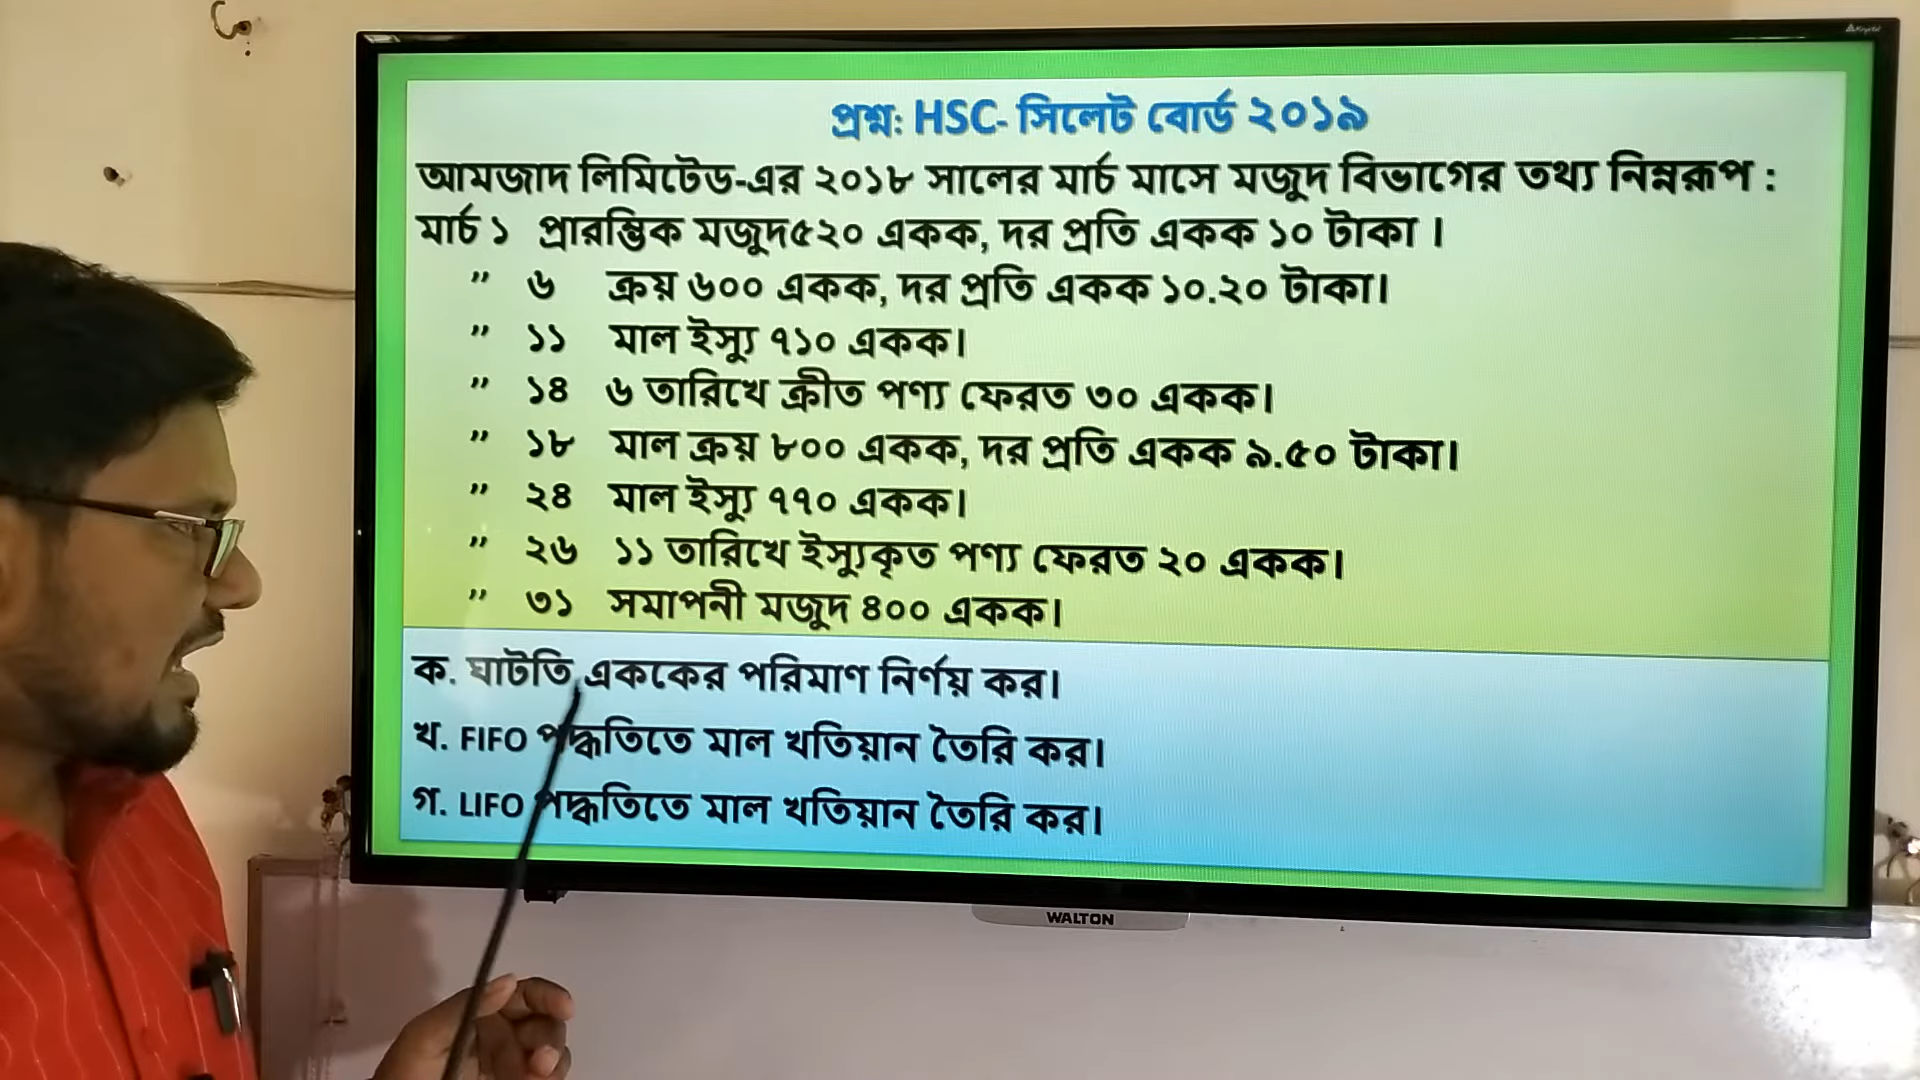 প্রশ্ন: HSC- সিলেট বোর্ড ২০১৯
আমজাদ লিমিটেড-এর ২০১৮ সালের মার্চ মাসে মজুদ বিভাগের তথ্য নিম্নরূপ :
মার্চ ১ প্রারম্ভিক মজুদ৫২০ একক, দর প্রতি একক ১০ টাকা ।
” ৬ ক্রয় ৬০০ একক, দর প্রতি একক ১০.২০ টাকা।
” ১১ মাল ইস্যু ৭১০ একক।
” ১৪ ৬ তারিখে ক্রীত পণ্য ফেরত ৩০ একক।
” ১৮ মাল ক্রয় ৮০০ একক, দর প্রতি একক ৯.৫০ টাকা।
” ২৪ মাল ইস্যু ৭৭০ একক।
” ২৬ ১১ তারিখে ইস্যুকৃত পণ্য ফেরত ২০ একক।
” ৩১ সমাপনী মজুদ ৪০০ একক।
ক. ঘাটতি এককের পরিমাণ নির্ণয় কর।
খ. FIFO পদ্ধতিতে মাল খতিয়ান তৈরি কর।
গ. LIFO পদ্ধতিতে মাল খতিয়ান তৈরি কর।
WALTON